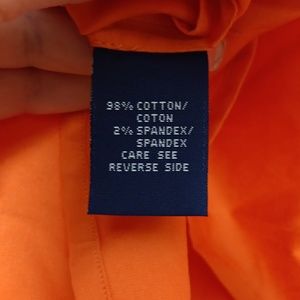 98% COTTON/
COTON
2% SPANDEX/
SPANDEX
CARE SEE
REVERSE SIDE